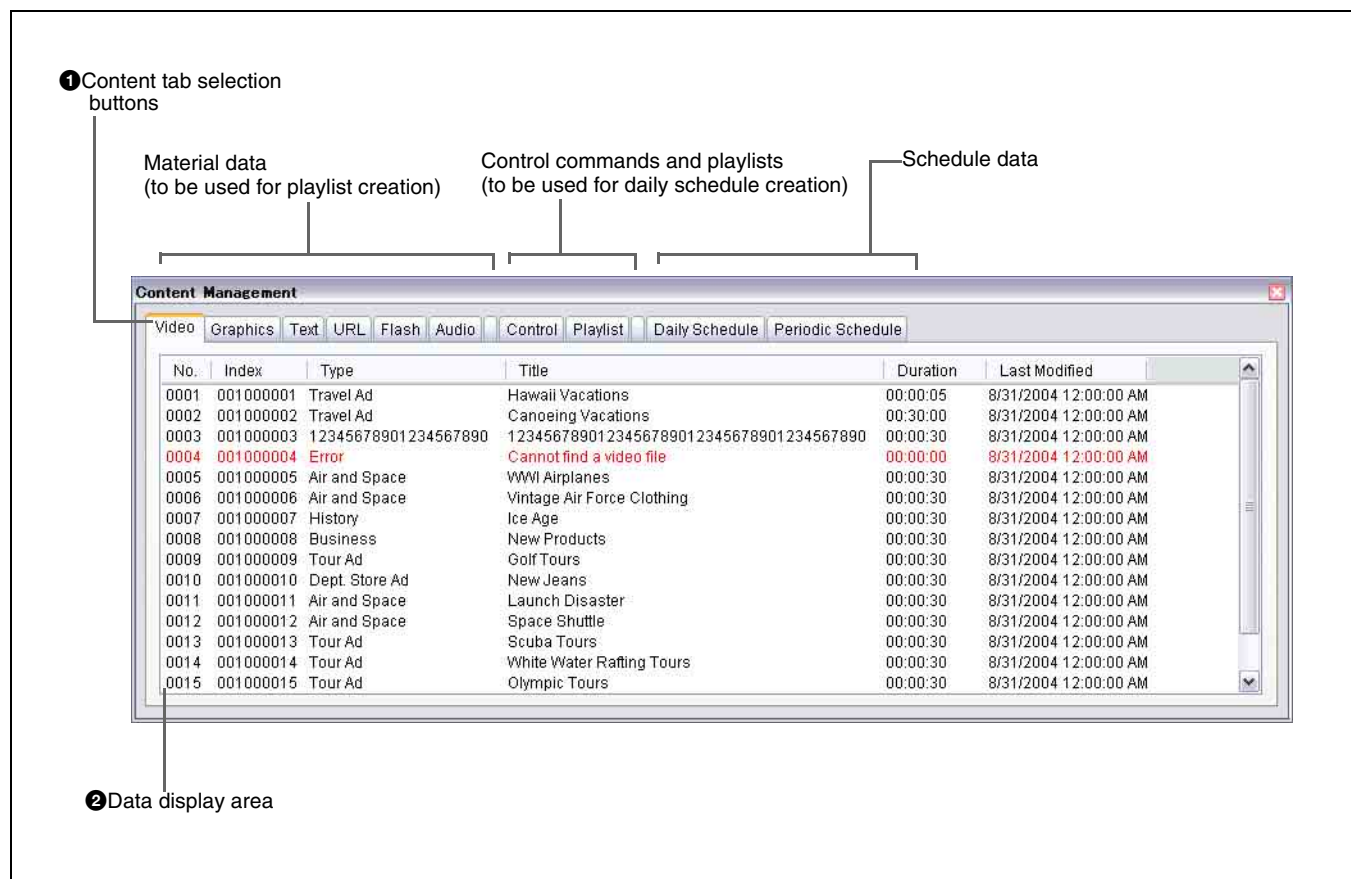 ❶Content tab selection
buttons
Material data
(to be used for playlist creation)
Control commands and playlists
(to be used for daily schedule creation)
Schedule data
Content Management
Video Graphics Text URL Flash Audio Control Playlist Daily Schedule Periodic Schedule
No. Index Type Title Duration Last Modified
0001 001000001 Travel Ad Hawaii Vacations 00:00:05 8/31/2004 12:00:00 AM
0002 001000002 Travel Ad Canoeing Vacations 00:30:00 8/31/2004 12:00:00 AM
0003 001000003 12345678901234567890 1234567890123456789012345678901234567890 00:00:30 8/31/2004 12:00:00 AM
0004 001000004 Error Cannot find a video file 00:00:00 8/31/2004 12:00:00 AM
0005 001000005 Air and Space WWI Airplanes 00:00:30 8/31/2004 12:00:00 AM
0006 001000006 Air and Space Vintage Air Force Clothing 00:00:30 8/31/2004 12:00:00 AM
0007 001000007 History Ice Age 00:00:30 8/31/2004 12:00:00 AM
0008 001000008 Business New Products 00:00:30 8/31/2004 12:00:00 AM
0009 001000009 Tour Ad Golf Tours 00:00:30 8/31/2004 12:00:00 AM
0010 001000010 Dept. Store Ad New Jeans 00:00:30 8/31/2004 12:00:00 AM
0011 001000011 Air and Space Launch Disaster 00:00:30 8/31/2004 12:00:00 AM
0012 001000012 Air and Space Space Shuttle 00:00:30 8/31/2004 12:00:00 AM
0013 001000013 Tour Ad Scuba Tours 00:00:30 8/31/2004 12:00:00 AM
0014 001000014 Tour Ad White Water Rafting Tours 00:00:30 8/31/2004 12:00:00 AM
0015 001000015 Tour Ad Olympic Tours 00:00:30 8/31/2004 12:00:00 AM
❷Data display area